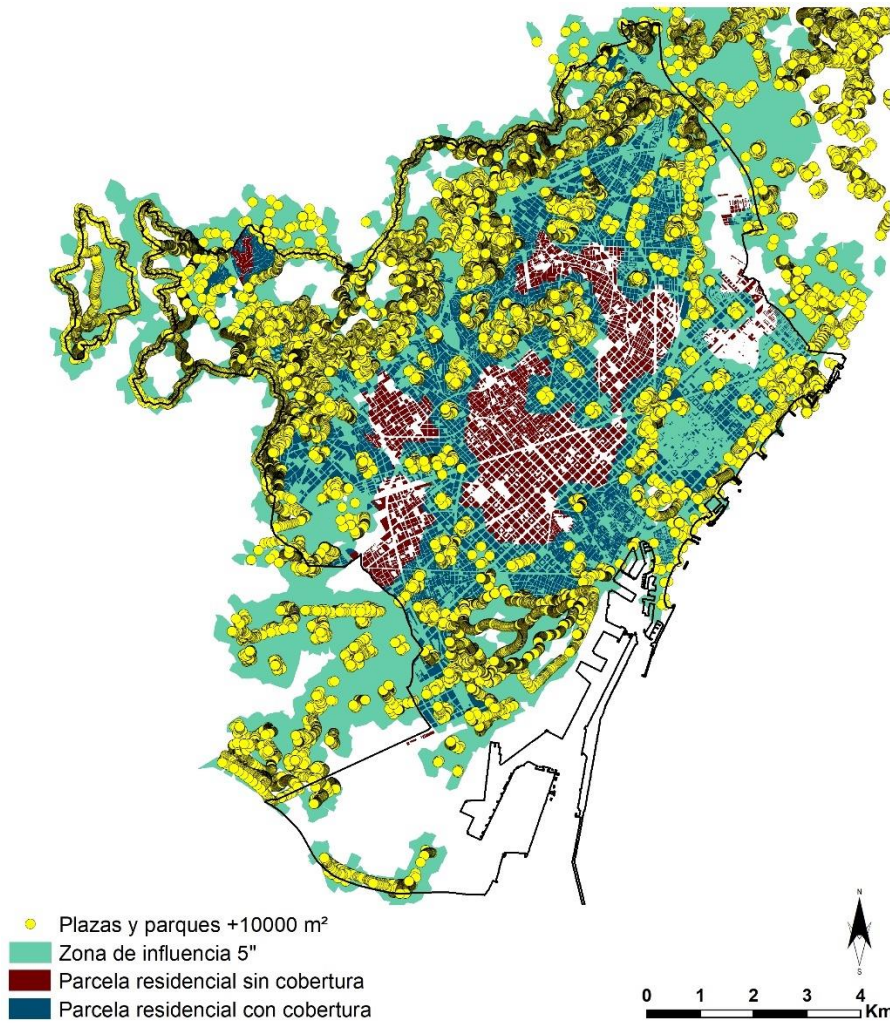 Plazas y parques +10000 m²
Zona de influencia 5"
Parcela residencial sin cobertura
Parcela residencial con cobertura
N
S
0 1 2 3 4
Km